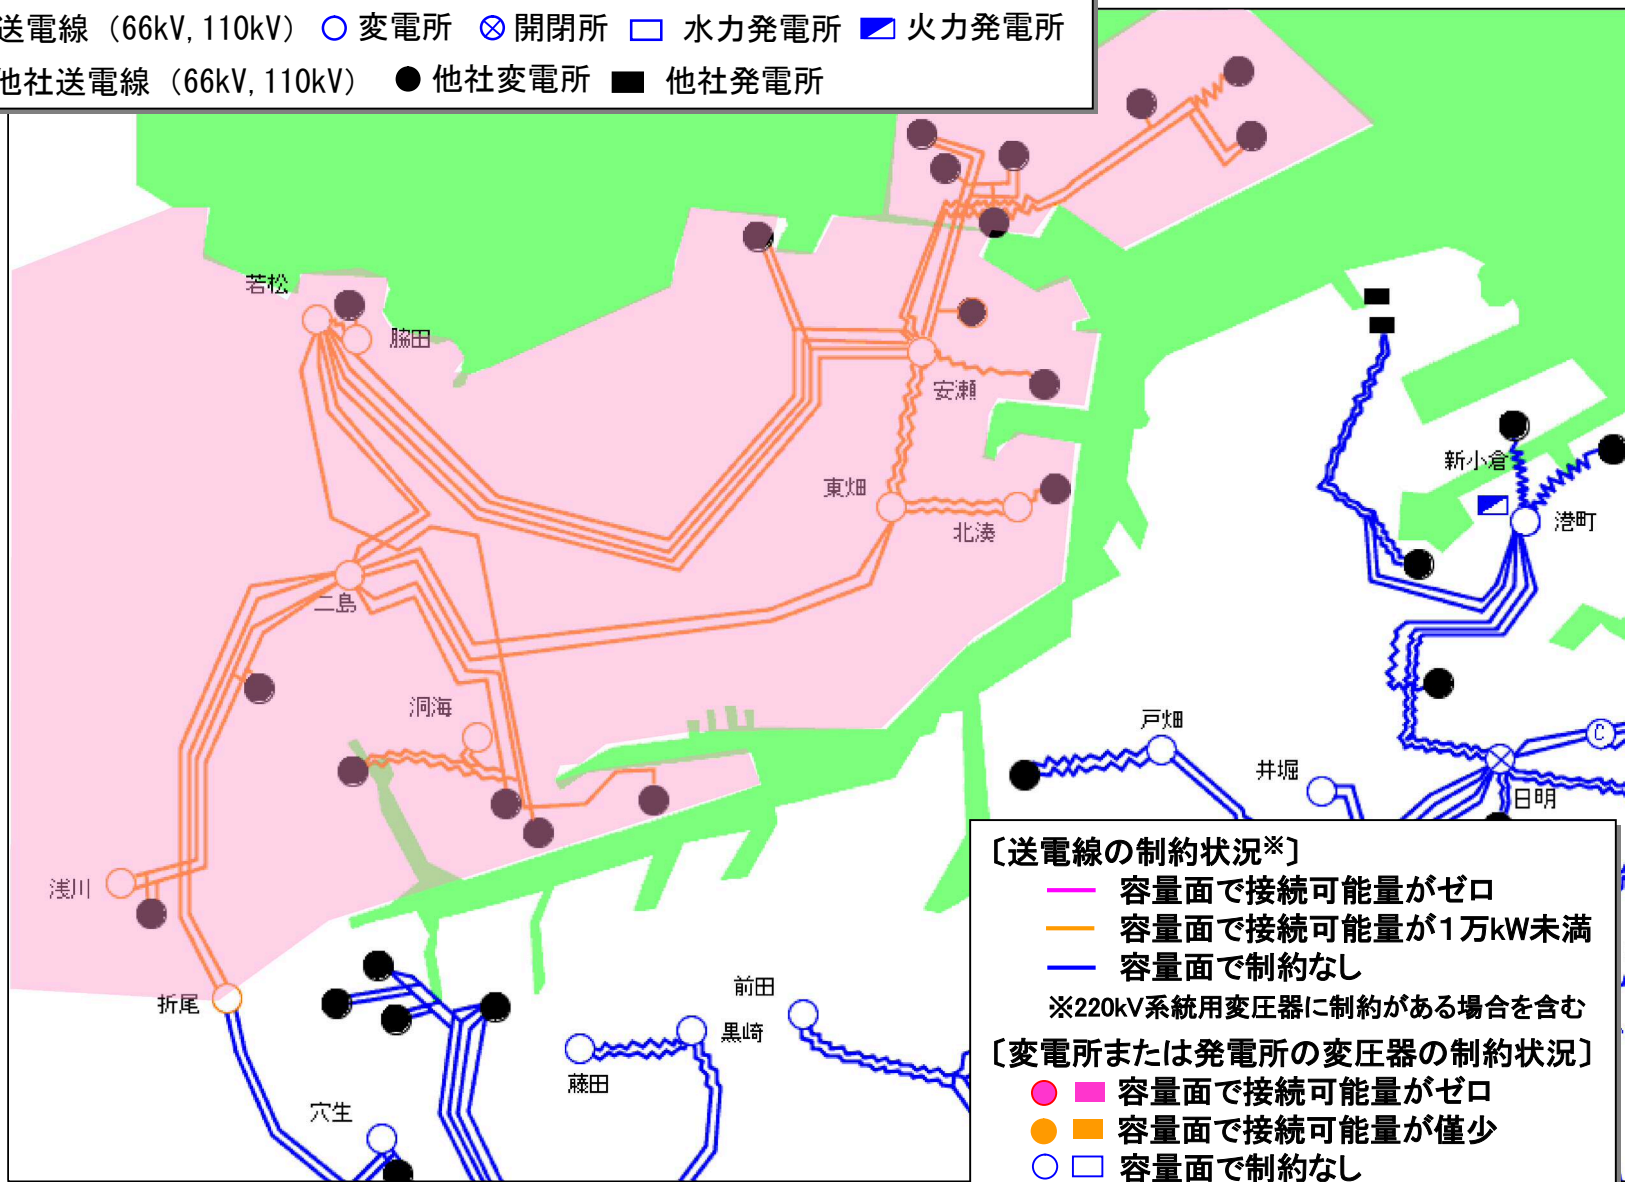 送電線（66kV,110kV） 変電所 開閉所 水力発電所 火力発電所
他社送電線（66kV,110kV） 他社変電所 他社発電所
若松
脇田
安瀬
東畑
北湊
新小倉
港町
二島
洞海
戸畑
井堀
C
日明
浅川
折尾
前田
黒崎
藤田
穴生
〔送電線の制約状況※〕
容量面で接続可能量がゼロ
容量面で接続可能量が1万kW未満
容量面で制約なし
※220kV系統用変圧器に制約がある場合を含む
〔変電所または発電所の変圧器の制約状況〕
容量面で接続可能量がゼロ
容量面で接続可能量が僅少
容量面で制約なし